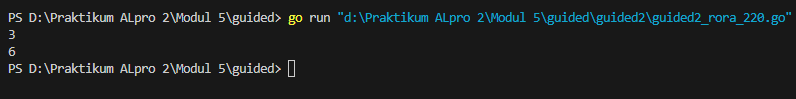 PS D:\Praktikum ALpro 2\Modul 5\guided> go run "d:\Praktikum ALpro 2\Modul 5\guided\guided2\guided2_rora_220.go"
3
6
PS D:\Praktikum ALpro 2\Modul 5\guided>